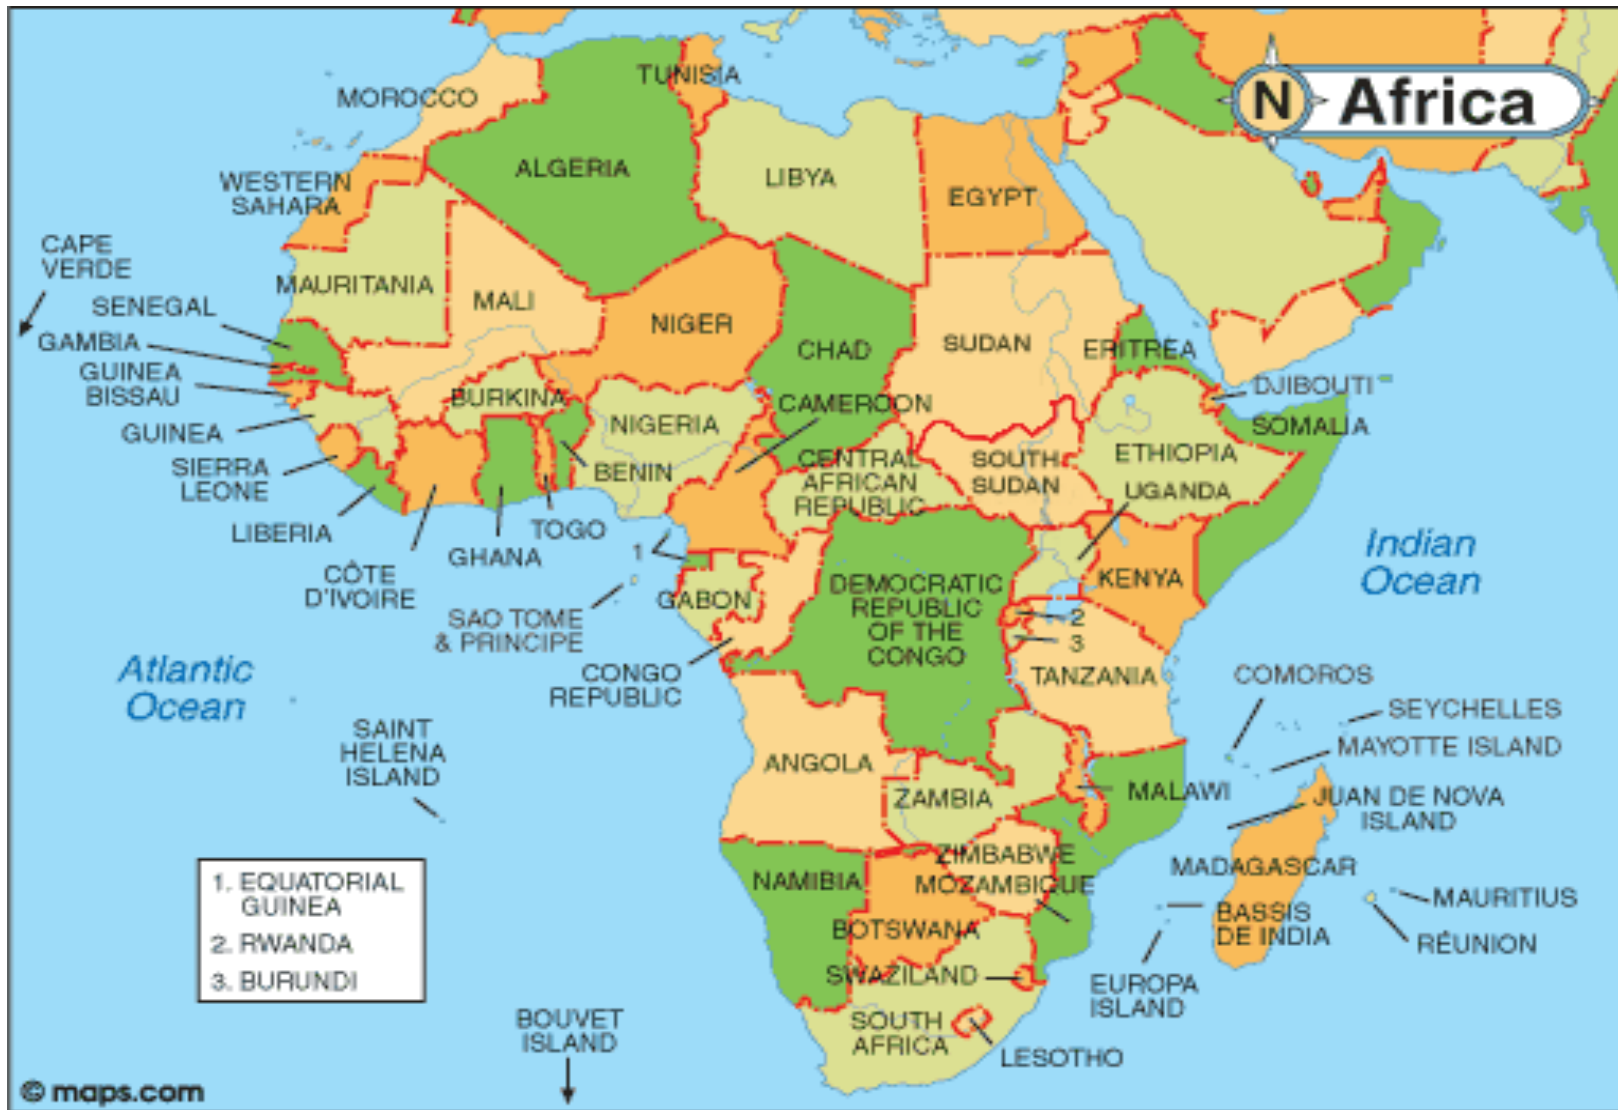 N Africa
TUNISIA
MOROCCO
ALGERIA
LIBYA
EGYPT
WESTERN
SAHARA
CAPE
VERDE
MAURITANIA
MALI
NIGER
CHAD
SUDAN
ERITREA
SENEGAL
GAMBIA
GUINEA
BISSAU
GUINEA
SIERRA
LEONE
LIBERIA
CÔTE
D'IVOIRE
BURKINA
GHANA
TOGO
BENIN
NIGERIA
CAMEROON
CENTRAL
AFRICAN
REPUBLIC
SOUTH
SUDAN
DJIBOUTI
SOMALIA
ETHIOPIA
UGANDA
KENYA
1
SAO TOME
& PRINCIPE
GABON
CONGO
REPUBLIC
DEMOCRATIC
REPUBLIC
OF THE
CONGO
2
3
TANZANIA
Indian
Ocean
Atlantic
Ocean
SAINT
HELENA
ISLAND
COMOROS
SEYCHELLES
MAYOTTE ISLAND
ANGOLA
ZAMBIA
MALAWI
JUAN DE NOVA
ISLAND
ZIMBABWE
MOZAMBIQUE
MADAGASCAR
MAURITIUS
RÉUNION
BASSIS
DE INDIA
EUROPA
ISLAND
NAMIBIA
BOTSWANA
SWAZILAND
SOUTH
AFRICA
LESOTHO
1. EQUATORIAL
GUINEA
2. RWANDA
3. BURUNDI
BOUVET
ISLAND
© maps.com